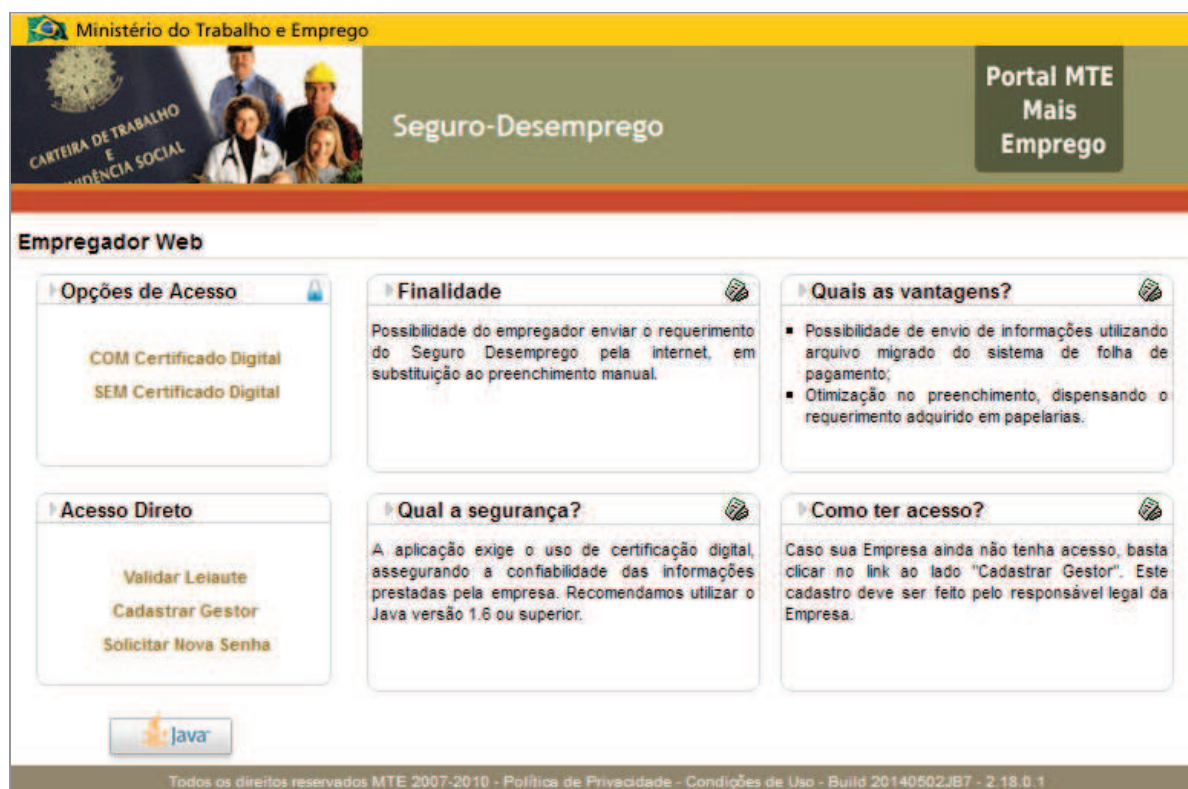 Ministério do Trabalho e Emprego
CARTEIRA DE TRABALHO
E
PREVIDÊNCIA SOCIAL
Seguro-Desemprego
Portal MTE
Mais
Emprego
Empregador Web
Opções de Acesso
COM Certificado Digital
SEM Certificado Digital
Finalidade
Possibilidade do empregador enviar o requerimento
do Seguro Desemprego pela internet, em
substituição ao preenchimento manual.
Quais as vantagens?
▪ Possibilidade de envio de informações utilizando
arquivo migrado do sistema de folha de
pagamento;
▪ Otimização no preenchimento, dispensando o
requerimento adquirido em papelarias.
Acesso Direto
Validar Leiaute
Cadastrar Gestor
Solicitar Nova Senha
Qual a segurança?
A aplicação exige o uso de certificação digital,
assegurando a confiabilidade das informações
prestadas pela empresa. Recomendamos utilizar o
Java versão 1.6 ou superior.
Como ter acesso?
Caso sua Empresa ainda não tenha acesso, basta
clicar no link ao lado "Cadastrar Gestor". Este
cadastro deve ser feito pelo responsável legal da
Empresa.
Java
Todos os direitos reservados MTE 2007-2010 - Política de Privacidade - Condições de Uso - Build 20140502JB7 - 2.18.0.1